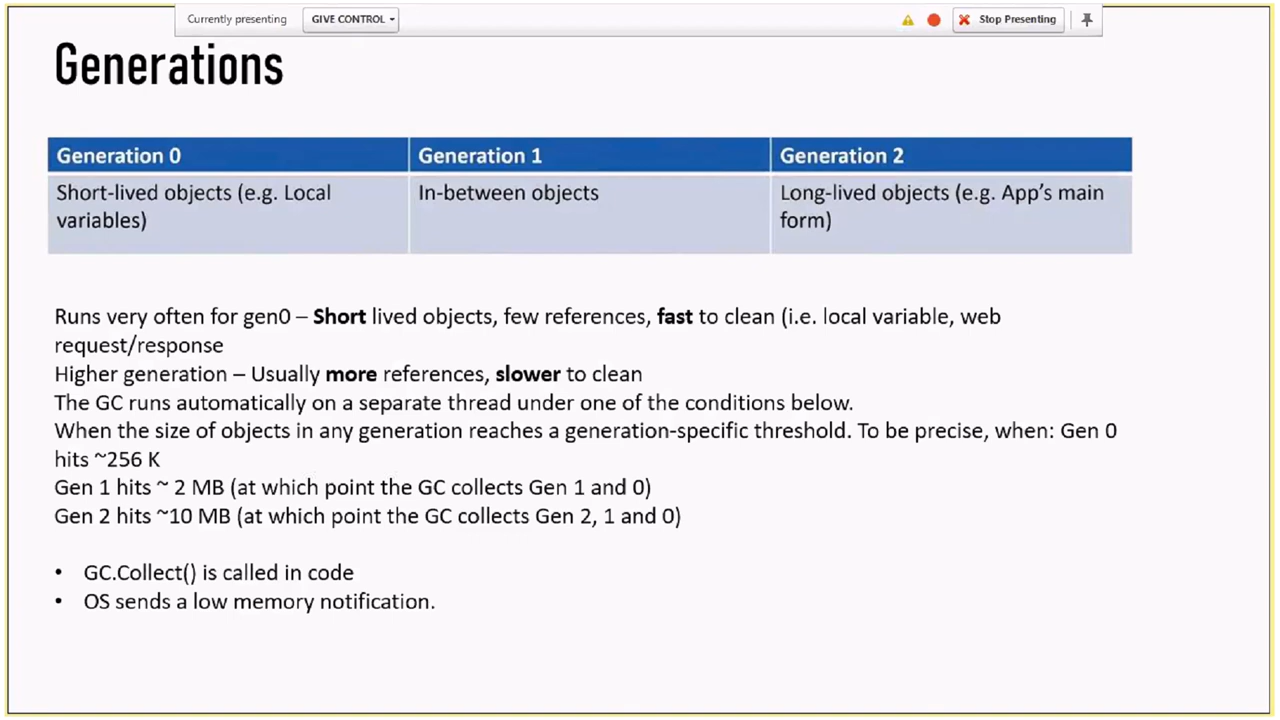 Currently presenting
GIVE CONTROL
Stop Presenting
Generations
Generation 0
Generation 1
Generation 2
Short-lived objects (e.g. Local
variables)
In-between objects
Long-lived objects (e.g. App's main
form)
Runs very often for gen0 – Short lived objects, few references, fast to clean (i.e. local variable, web
request/response
Higher generation – Usually more references, slower to clean
The GC runs automatically on a separate thread under one of the conditions below.
When the size of objects in any generation reaches a generation-specific threshold. To be precise, when: Gen 0
hits ~256 K
Gen 1 hits ~ 2 MB (at which point the GC collects Gen 1 and 0)
Gen 2 hits ~10 MB (at which point the GC collects Gen 2, 1 and 0)
• GC.Collect() is called in code
• OS sends a low memory notification.